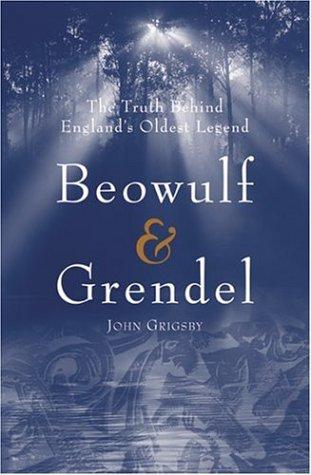 The Truth Behind
England's Oldest Legend
Beowulf
&
Grendel
John Grigsby